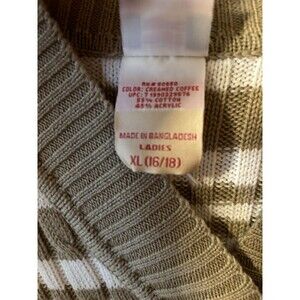 COLOR: CREAMED COFFEE
55% COTTON
45% ACRYLIC
MADE IN BANGLADESH
LADIES
XL (16/18)